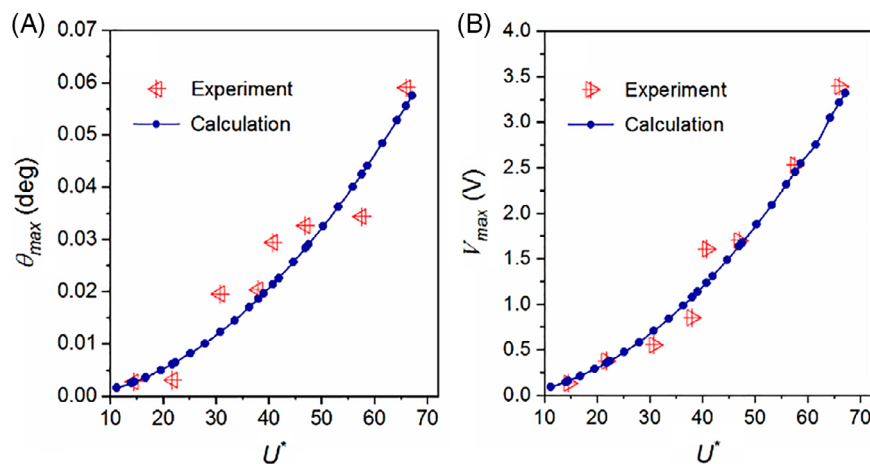 (A)
0.07
0.06
0.05
0.04
0.03
0.02
0.01
0.00
θmax (deg)
Experiment
Calculation
10 20 30 40 50 60 70
U*
(B)
4.0
3.5
3.0
2.5
2.0
1.5
1.0
0.5
0.0
Vmax (V)
Experiment
Calculation
10 20 30 40 50 60 70
U*